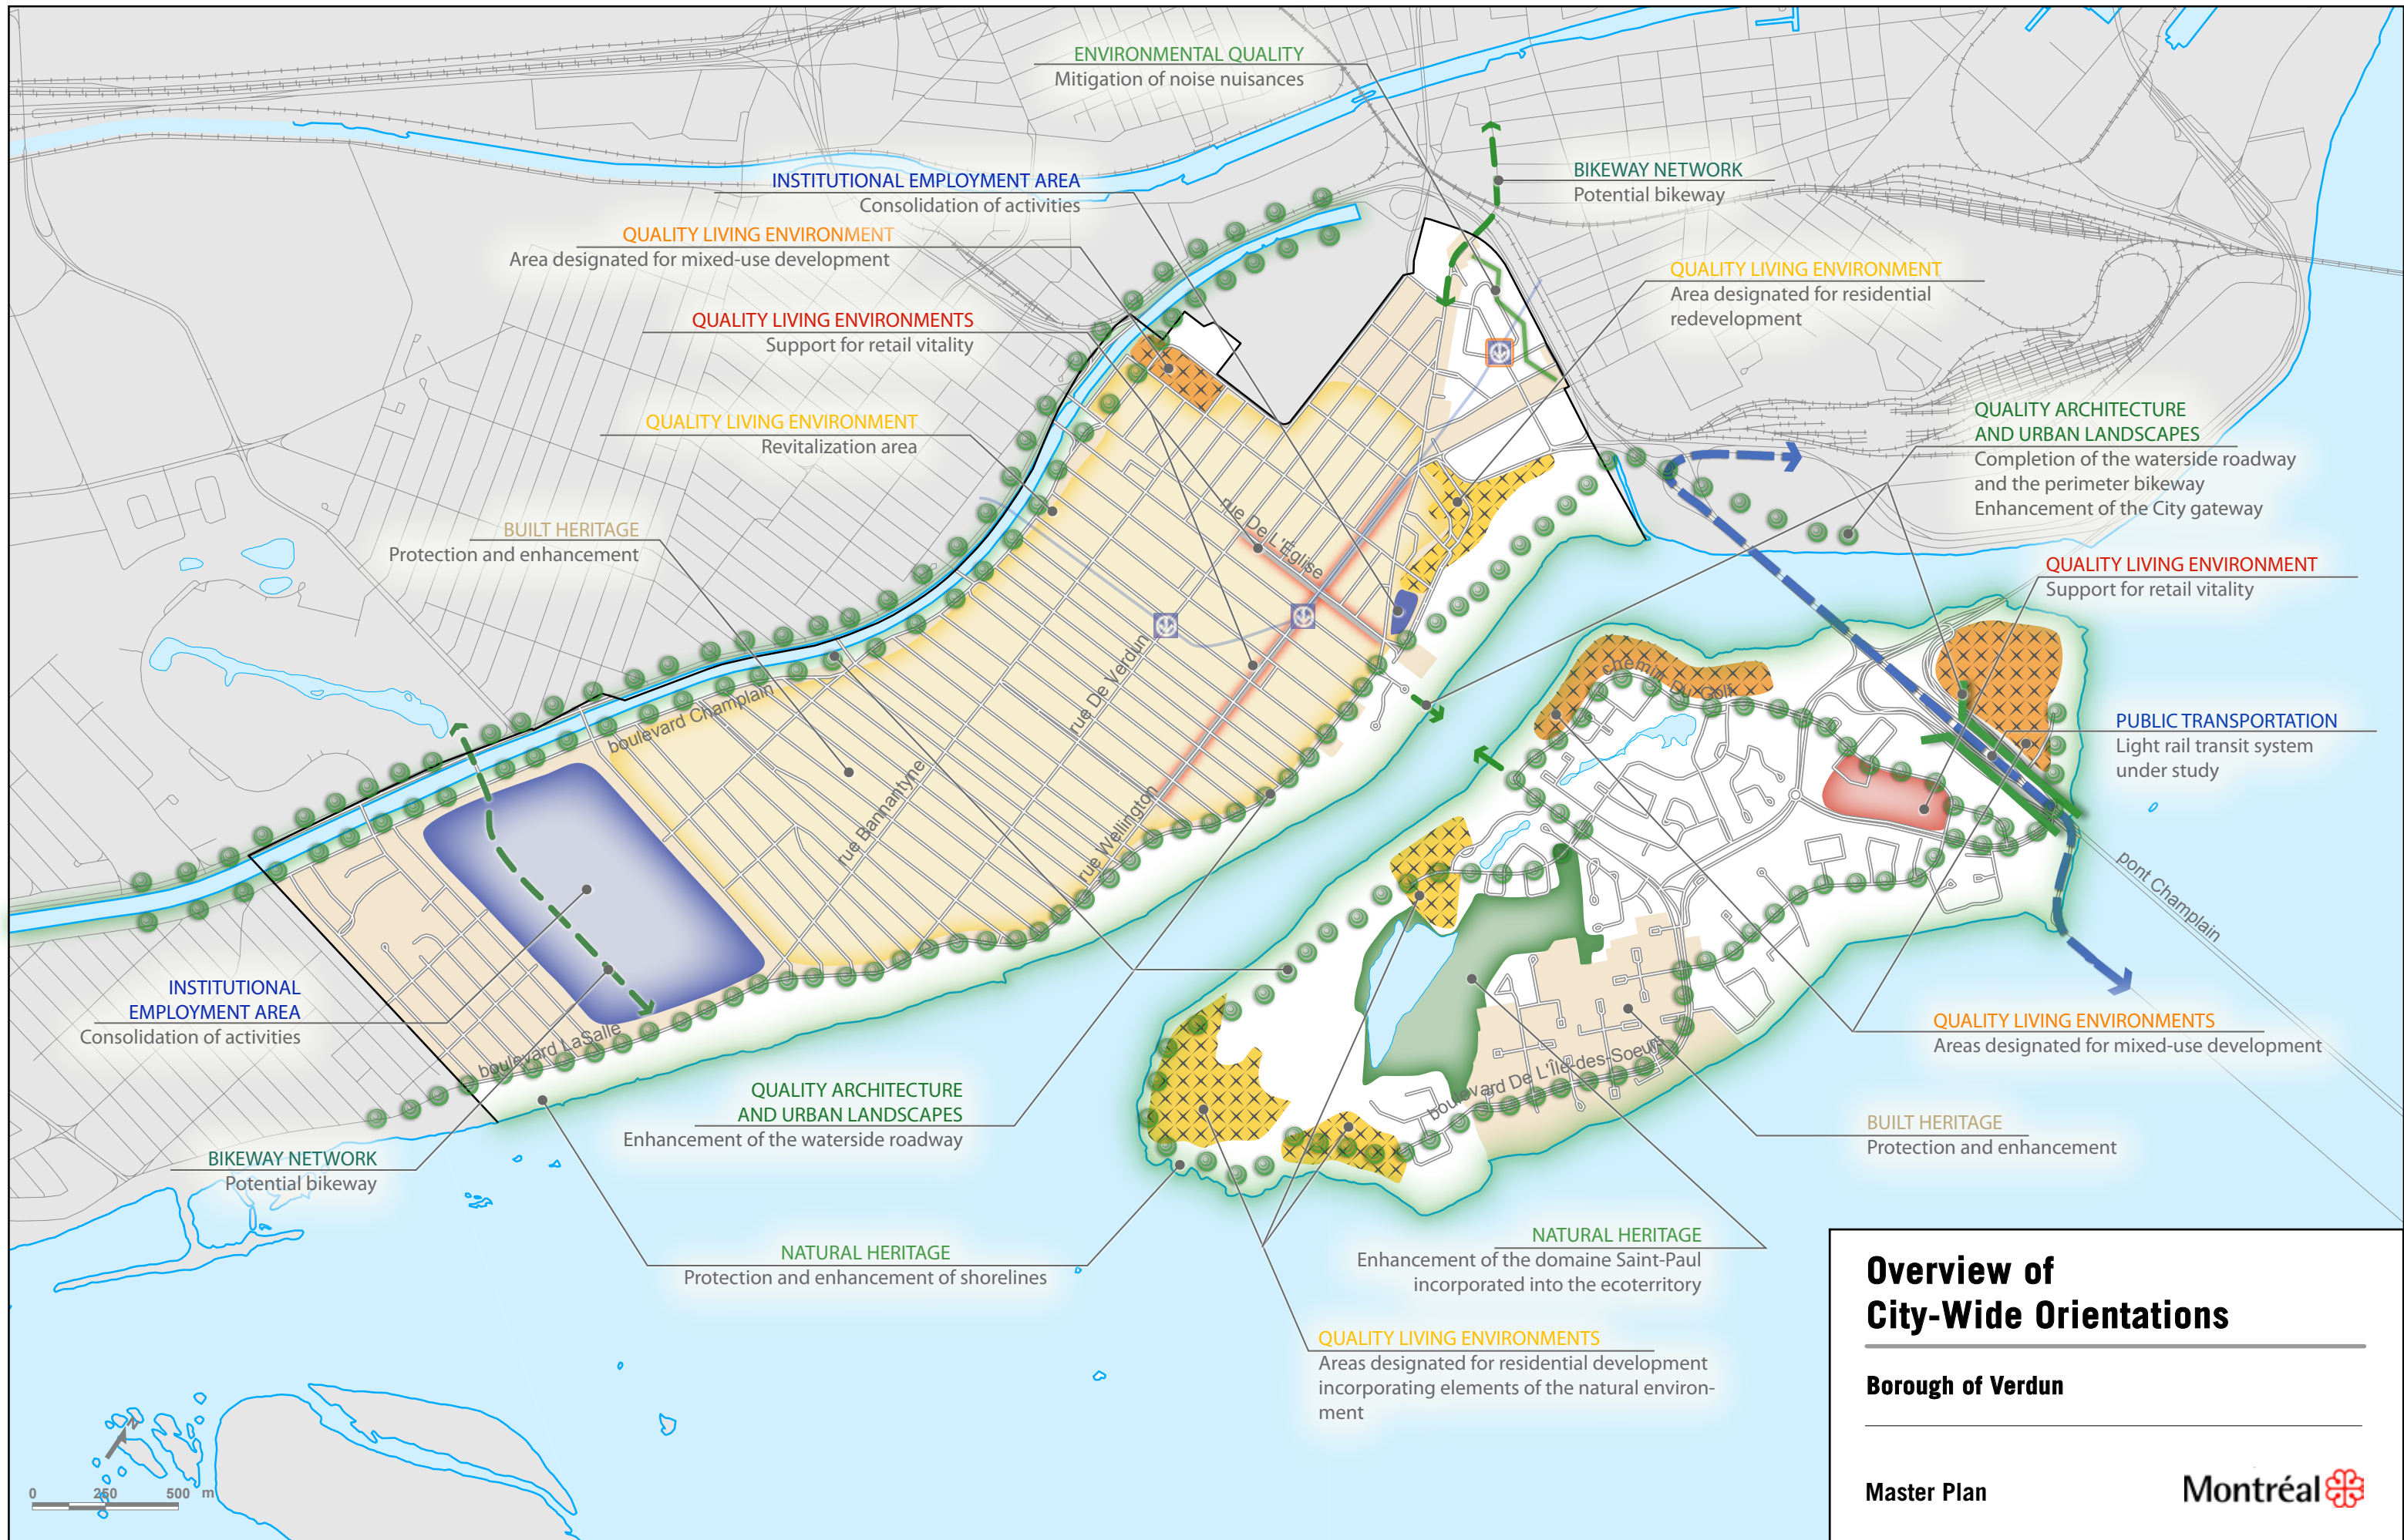 ENVIRONMENTAL QUALITY
Mitigation of noise nuisances
INSTITUTIONAL EMPLOYMENT AREA
Consolidation of activities
BIKEWAY NETWORK
Potential bikeway
QUALITY LIVING ENVIRONMENT
Area designated for mixed-use development
QUALITY LIVING ENVIRONMENT
Area designated for residential
redevelopment
QUALITY LIVING ENVIRONMENTS
Support for retail vitality
QUALITY LIVING ENVIRONMENT
Revitalization area
QUALITY ARCHITECTURE
AND URBAN LANDSCAPES
Completion of the waterside roadway
and the perimeter bikeway
Enhancement of the City gateway
BUILT HERITAGE
Protection and enhancement
QUALITY LIVING ENVIRONMENT
Support for retail vitality
rue De L'Église
rue De Verdun
boulevard Champlain
rue Bannantyne
rue Wellington
chemin Du Golf
PUBLIC TRANSPORTATION
Light rail transit system
under study
pont Champlain
INSTITUTIONAL
EMPLOYMENT AREA
Consolidation of activities
boulevard LaSalle
boulevard De L'Île-des-Soeurs
QUALITY LIVING ENVIRONMENTS
Areas designated for mixed-use development
QUALITY ARCHITECTURE
AND URBAN LANDSCAPES
Enhancement of the waterside roadway
BUILT HERITAGE
Protection and enhancement
BIKEWAY NETWORK
Potential bikeway
NATURAL HERITAGE
Protection and enhancement of shorelines
NATURAL HERITAGE
Enhancement of the domaine Saint-Paul
incorporated into the ecoterritory
QUALITY LIVING ENVIRONMENTS
Areas designated for residential development
incorporating elements of the natural environ-
ment
N
0 250 500 m
Overview of
City-Wide Orientations
Borough of Verdun
Master Plan
Montréal